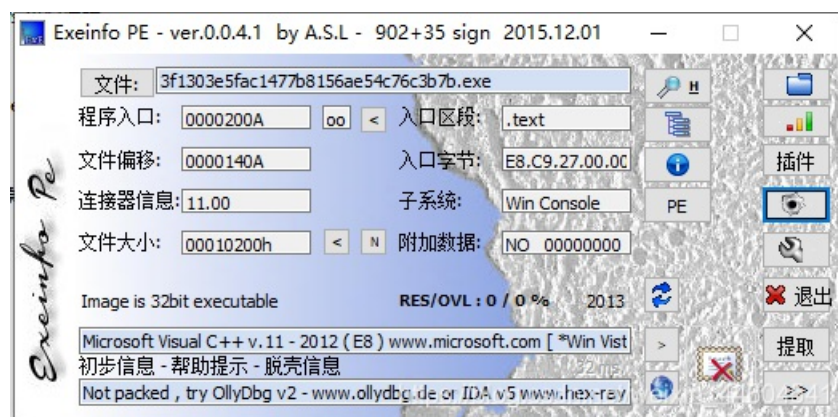 Exeinfo PE - ver.0.0.4.1 by A.S.L - 902+35 sign 2015.12.01
文件: 3f1303e5fac1477b8156ae54c76c3b7b.exe H
程序入口: 0000200A oo < 入口区段: .text
文件偏移: 0000140A 入口字节: E8.C9.27.00.0C 插件
连接器信息: 11.00 子系统: Win Console PE
文件大小: 00010200h < N 附加数据: NO 00000000
Image is 32bit executable RES/OVL : 0 / 0 % 2013 退出
Microsoft Visual C++ v.11 - 2012 ( E8 ) www.microsoft.com [ *Win Vist > 提取
初步信息 - 帮助提示 - 脱壳信息
Not packed , try OllyDbg v2 - www.ollydbg.de or IDA v5 www.hex-ray >>
Exeinfo Pe